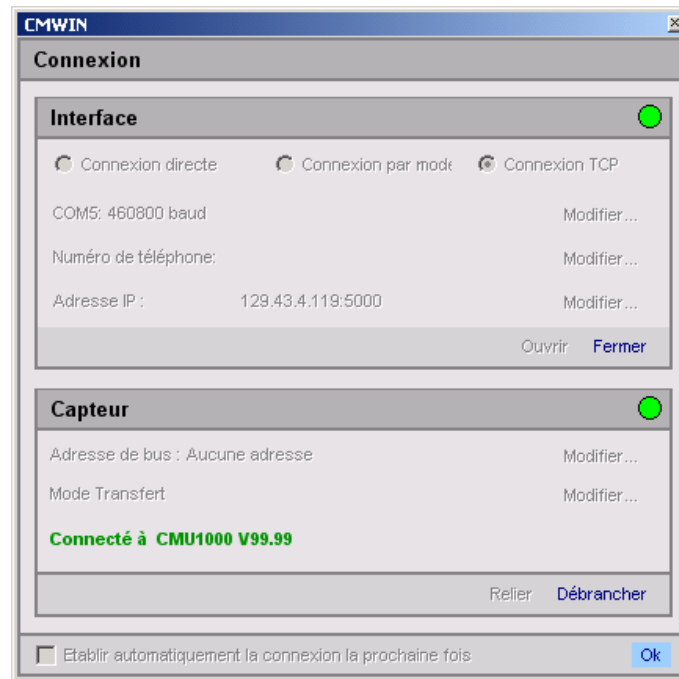 CMWIN
Connexion
Interface
Connexion directe Connexion par mode Connexion TCP
COM5: 460800 baud Modifier...
Numéro de téléphone: Modifier...
Adresse IP : 129.43.4.119:5000 Modifier...
Ouvrir Fermer
Capteur
Adresse de bus : Aucune adresse Modifier...
Mode Transfert Modifier...
Connecté à CMU1000 V99.99
Relier Débrancher
Etablir automatiquement la connexion la prochaine fois Ok